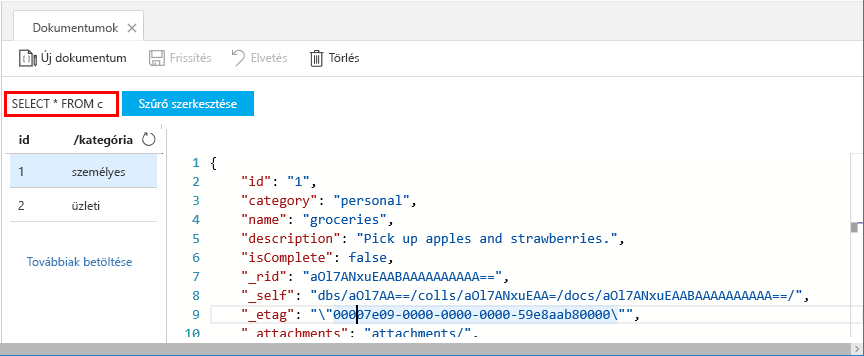 Dokumentumok
Új dokumentum Frissítés Elvetés Törlés
SELECT * FROM c Szűrő szerkesztése
id /kategória
1 személyes
2 üzleti
Továbbiak betöltése
1 {
2 "id": "1",
3 "category": "personal",
4 "name": "groceries",
5 "description": "Pick up apples and strawberries.",
6 "isComplete": false,
7 "_rid": "aOl7ANxuEAABAAAAAAAAAA==",
8 "_self": "dbs/aOl7AA==/colls/aOl7ANxuEAA=/docs/aOl7ANxuEAABAAAAAAAAAA==/",
9 "_etag": "\"00007e09-0000-0000-0000-59e8aab80000\"",
10 "_attachments": "attachments/",